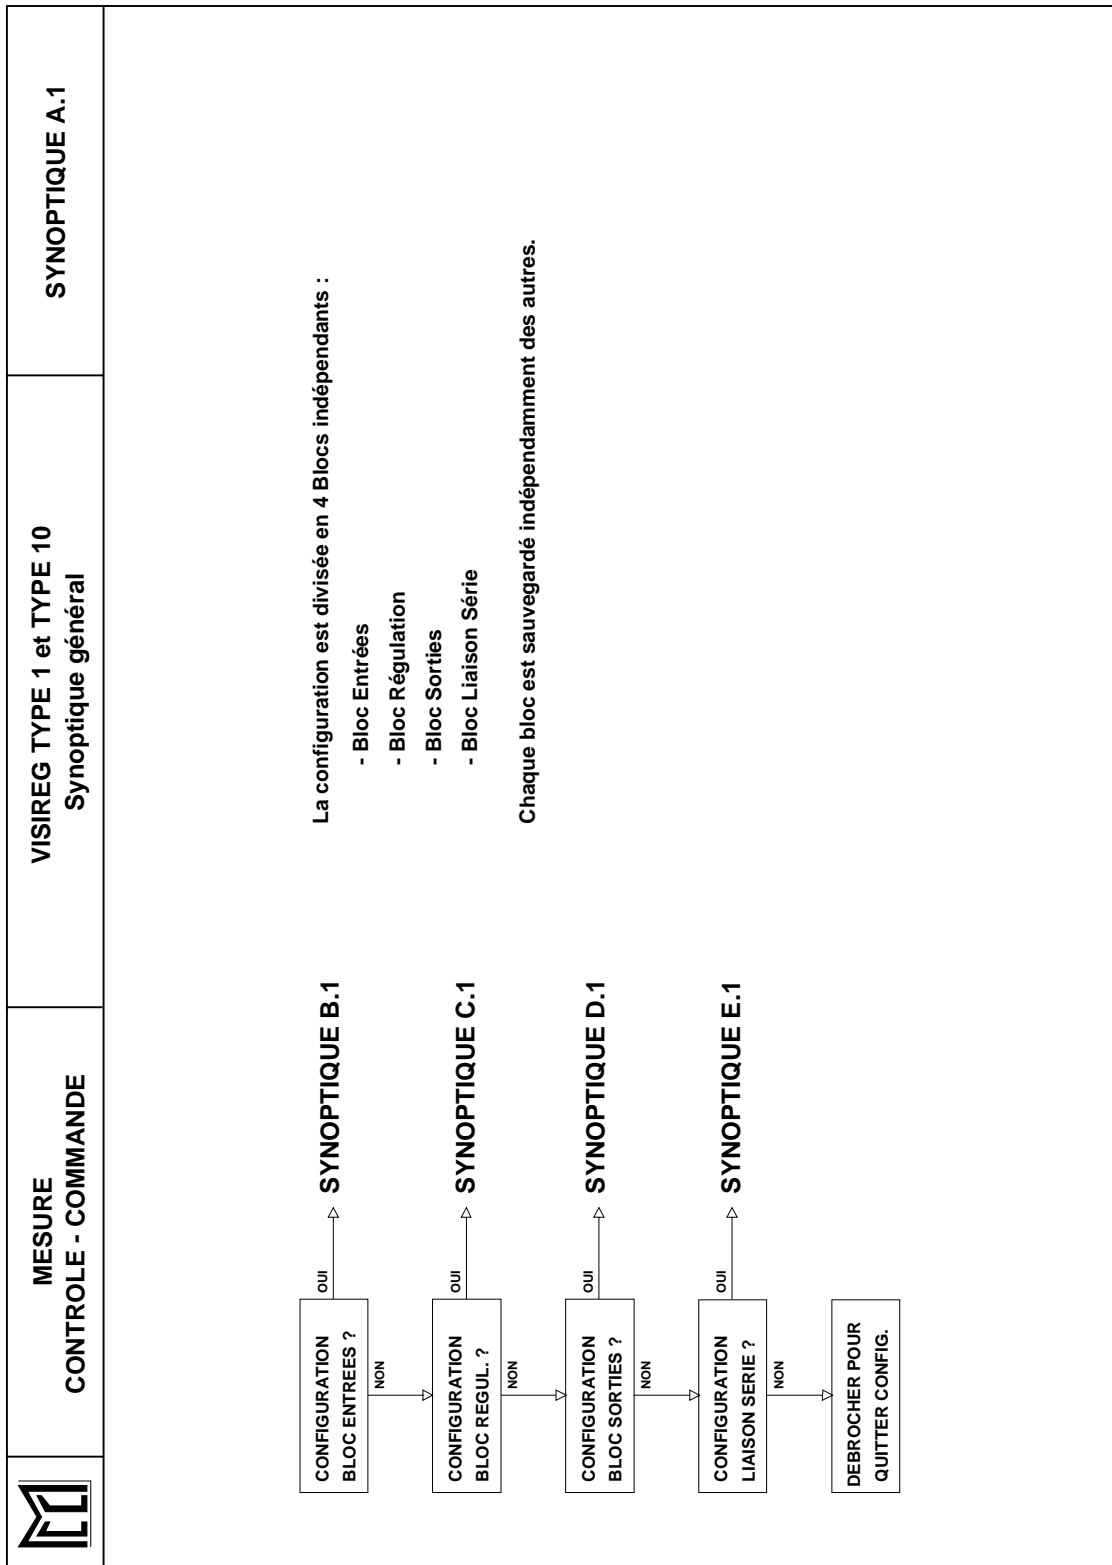 MESURE
CONTROLE - COMMANDE
VISIREG TYPE 1 et TYPE 10
Synoptique général
SYNOPTIQUE A.1
CONFIGURATION
BLOC ENTREES ?
OUI
SYNOPTIQUE B.1
NON
CONFIGURATION
BLOC REGUL. ?
OUI
SYNOPTIQUE C.1
NON
CONFIGURATION
BLOC SORTIES ?
OUI
SYNOPTIQUE D.1
NON
CONFIGURATION
LIAISON SERIE ?
OUI
SYNOPTIQUE E.1
NON
DEBROCHER POUR
QUITTER CONFIG.
La configuration est divisée en 4 Blocs indépendants :
- Bloc Entrées
- Bloc Régulation
- Bloc Sorties
- Bloc Liaison Série
Chaque bloc est sauvegardé indépendamment des autres.